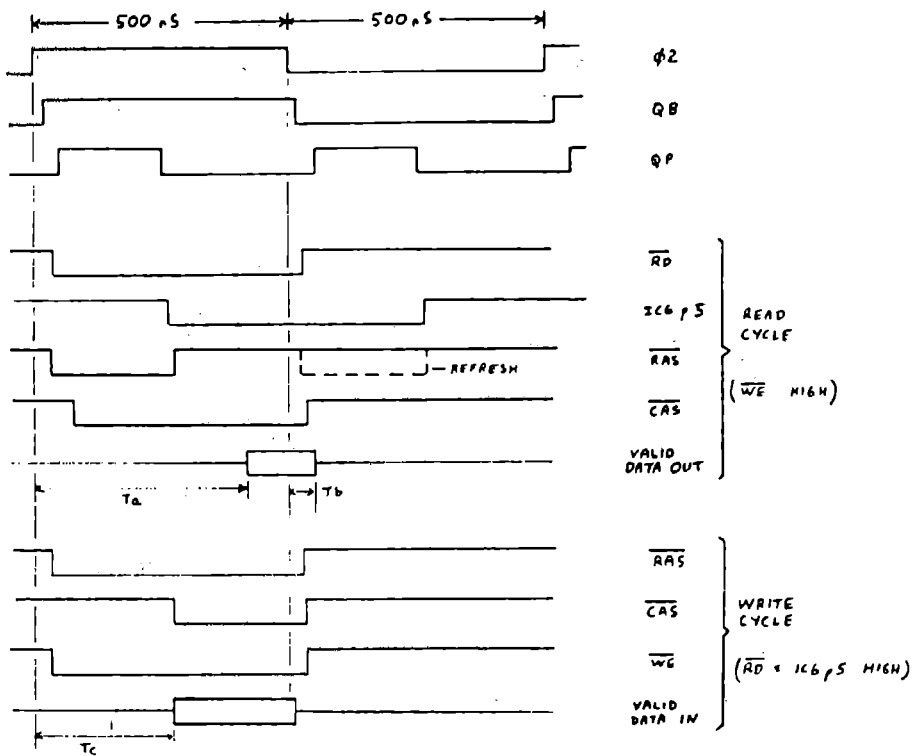 500 nS
500 nS
φ2
QB
QP
RD
IC6 p5
RAS
REFRESH
CAS
VALID
DATA OUT
READ
CYCLE
(WE HIGH)
Ta
Tb
RAS
CAS
WE
VALID
DATA IN
WRITE
CYCLE
(RD & IC6 p5 HIGH)
Tc